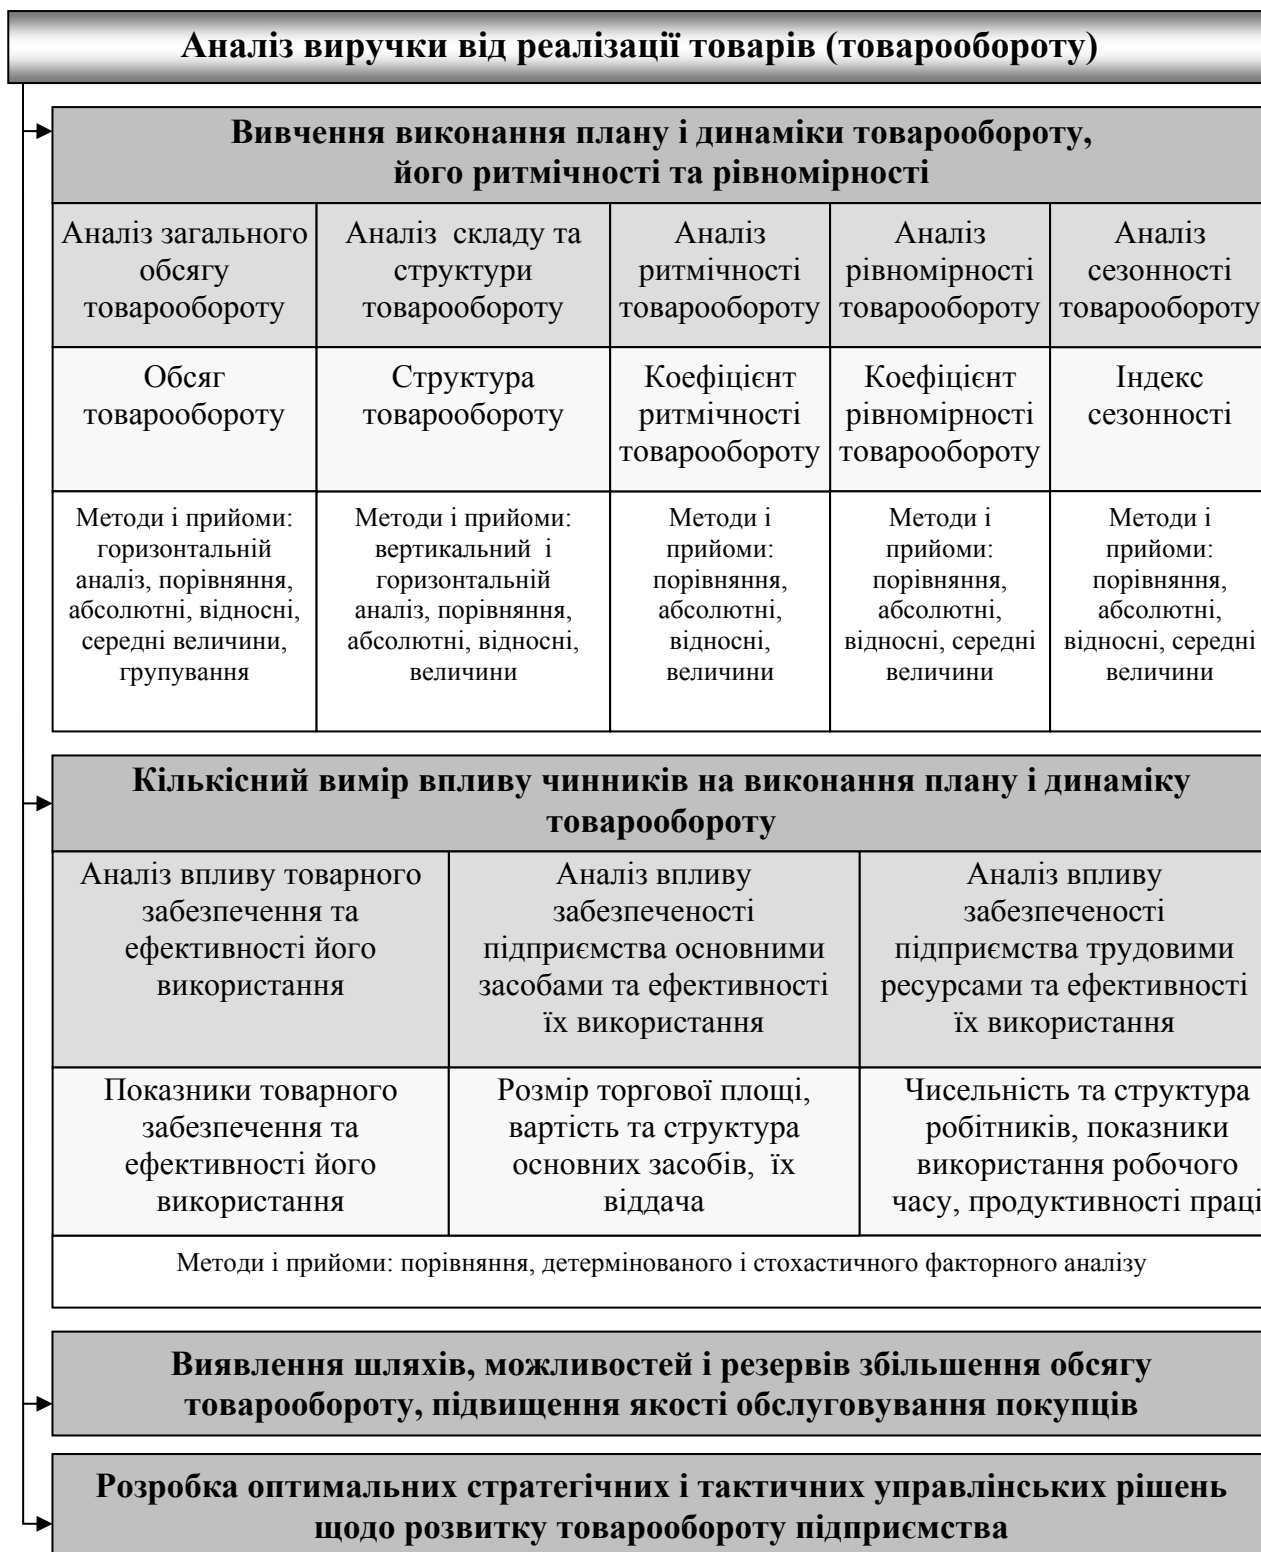 Аналіз виручки від реалізації товарів (товарообороту)
Вивчення виконання плану і динаміки товарообороту,
його ритмічності та рівномірності
Аналіз загального
обсягу
товарообороту
Аналіз складу та
структури
товарообороту
Аналіз
ритмічності
товарообороту
Аналіз
рівномірності
товарообороту
Аналіз
сезонності
товарообороту
Обсяг
товарообороту
Структура
товарообороту
Коефіцієнт
ритмічності
товарообороту
Коефіцієнт
рівномірності
товарообороту
Індекс
сезонності
Методи і прийоми:
горизонтальній
аналіз, порівняння,
абсолютні, відносні,
середні величини,
групування
Методи і прийоми:
вертикальний і
горизонтальній
аналіз, порівняння,
абсолютні, відносні,
величини
Методи і
прийоми:
порівняння,
абсолютні,
відносні,
величини
Методи і
прийоми:
порівняння,
абсолютні,
відносні, середні
величини
Методи і
прийоми:
порівняння,
абсолютні,
відносні, середні
величини
Кількісний вимір впливу чинників на виконання плану і динаміку
товарообороту
Аналіз впливу товарного
забезпечення та
ефективності його
використання
Аналіз впливу
забезпеченості
підприємства основними
засобами та ефективності
їх використання
Аналіз впливу
забезпеченості
підприємства трудовими
ресурсами та ефективності
їх використання
Показники товарного
забезпечення та
ефективності його
використання
Розмір торгової площі,
вартість та структура
основних засобів, їх
віддача
Чисельність та структура
робітників, показники
використання робочого
часу, продуктивності праці
Методи і прийоми: порівняння, детермінованого і стохастичного факторного аналізу
Виявлення шляхів, можливостей і резервів збільшення обсягу
товарообороту, підвищення якості обслуговування покупців
Розробка оптимальних стратегічних і тактичних управлінських рішень
щодо розвитку товарообороту підприємства